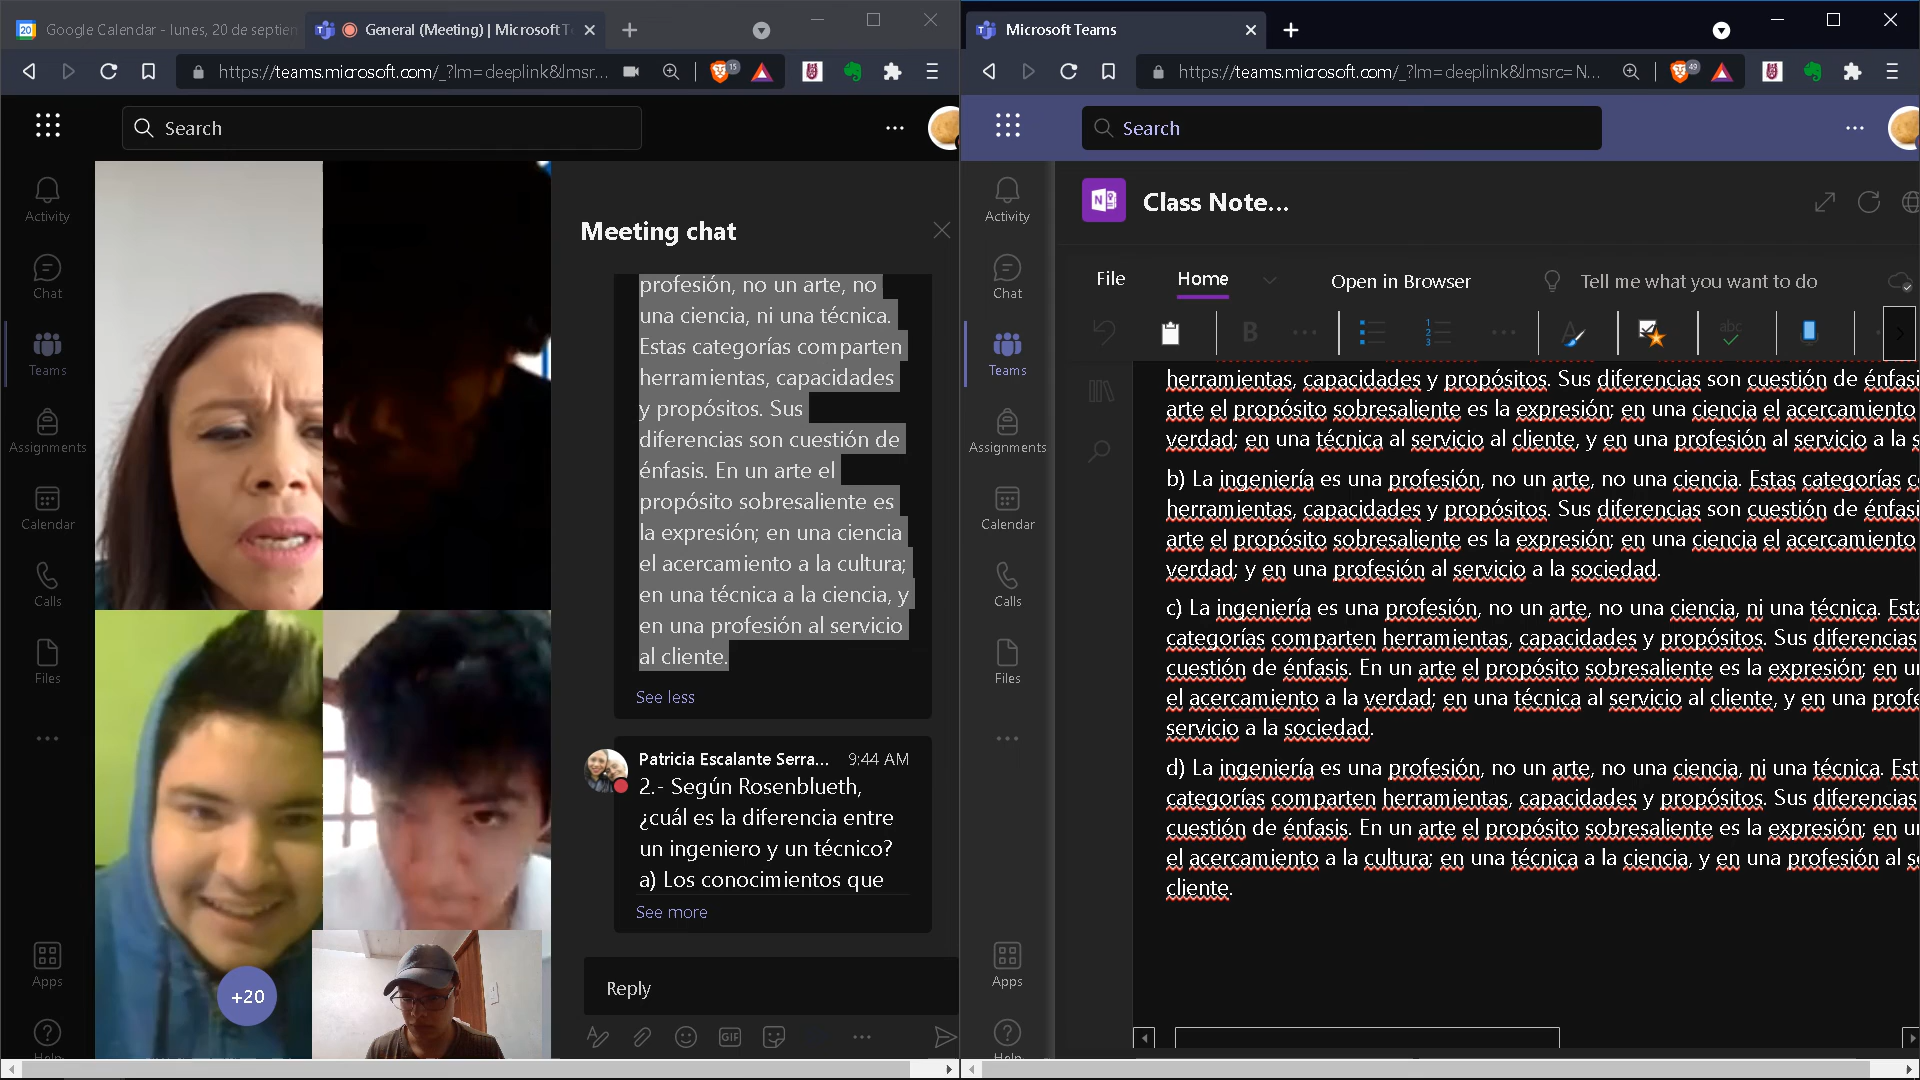 Google Calendar - lunes, 20 de septien
General (Meeting) | Microsoft T
https://teams.microsoft.com/_?lm=deeplink&lmsr...
15
Search
Activity
Chat
Teams
Assignments
Calendar
Calls
Files
Apps
Help
+20
Meeting chat
profesión, no un arte, no
una ciencia, ni una técnica.
Estas categorías comparten
herramientas, capacidades
y propósitos. Sus
diferencias son cuestión de
énfasis. En un arte el
propósito sobresaliente es
la expresión; en una ciencia
el acercamiento a la cultura;
en una técnica a la ciencia, y
en una profesión al servicio
al cliente.
See less
Patricia Escalante Serra... 9:44 AM
2.- Según Rosenblueth,
¿cuál es la diferencia entre
un ingeniero y un técnico?
a) Los conocimientos que
See more
Reply
GIF
Microsoft Teams
https://teams.microsoft.com/_?lm=deeplink&lmsrc=N...
49
Search
Activity
Chat
Teams
Assignments
Calendar
Calls
Files
Apps
Help
Class Note...
File Home Open in Browser Tell me what you want to do
B abc
herramientas, capacidades y propósitos. Sus diferencias son cuestión de énfasi
arte el propósito sobresaliente es la expresión; en una ciencia el acercamiento
verdad; en una técnica al servicio al cliente, y en una profesión al servicio a la s
b) La ingeniería es una profesión, no un arte, no una ciencia. Estas categorías c
herramientas, capacidades y propósitos. Sus diferencias son cuestión de énfasi
arte el propósito sobresaliente es la expresión; en una ciencia el acercamiento
verdad; y en una profesión al servicio a la sociedad.
c) La ingeniería es una profesión, no un arte, no una ciencia, ni una técnica. Esta
categorías comparten herramientas, capacidades y propósitos. Sus diferencias
cuestión de énfasis. En un arte el propósito sobresaliente es la expresión; en u
el acercamiento a la verdad; en una técnica al servicio al cliente, y en una profe
servicio a la sociedad.
d) La ingeniería es una profesión, no un arte, no una ciencia, ni una técnica. Est
categorías comparten herramientas, capacidades y propósitos. Sus diferencias
cuestión de énfasis. En un arte el propósito sobresaliente es la expresión; en u
el acercamiento a la cultura; en una técnica a la ciencia, y en una profesión al s
cliente.